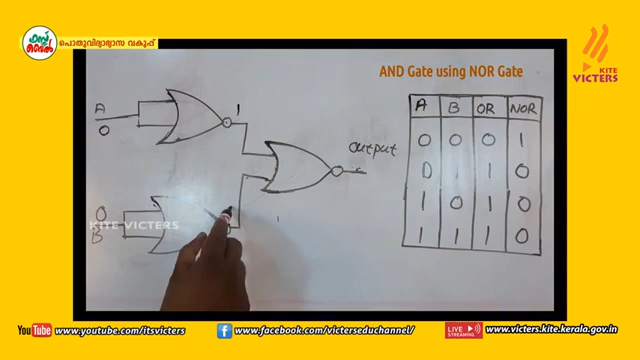 ഫസ്റ്റ് ബെൽ
പൊതുവിദ്യാഭ്യാസ വകുപ്പ്
KITE VICTERS
AND Gate using NOR Gate
A
0
1
output
0
B
KITE VICTERS
A B OR NOR
0 0 0 1
0 1 1 0
1 0 1 0
1 1 1 0
YouTube www.youtube.com/itsvicters
www.facebook.com/victerseduchannel/
LIVE STREAMING www.victers.kite.kerala.gov.in